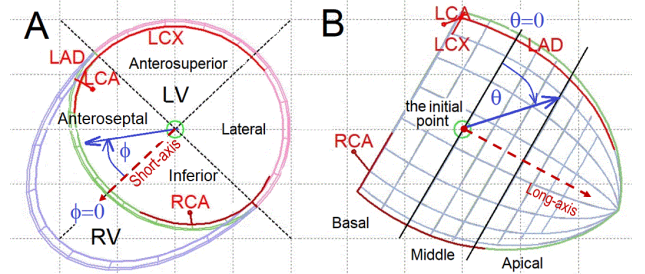 A
LCX
LAD
LCA
Anterosuperior
LV
Anteroseptal
Lateral
ϕ
Short-axis
Inferior
RCA
ϕ=0
RV
B
LCA
θ=0
LCX
LAD
θ
the initial
point
RCA
Long-axis
Basal
Middle
Apical